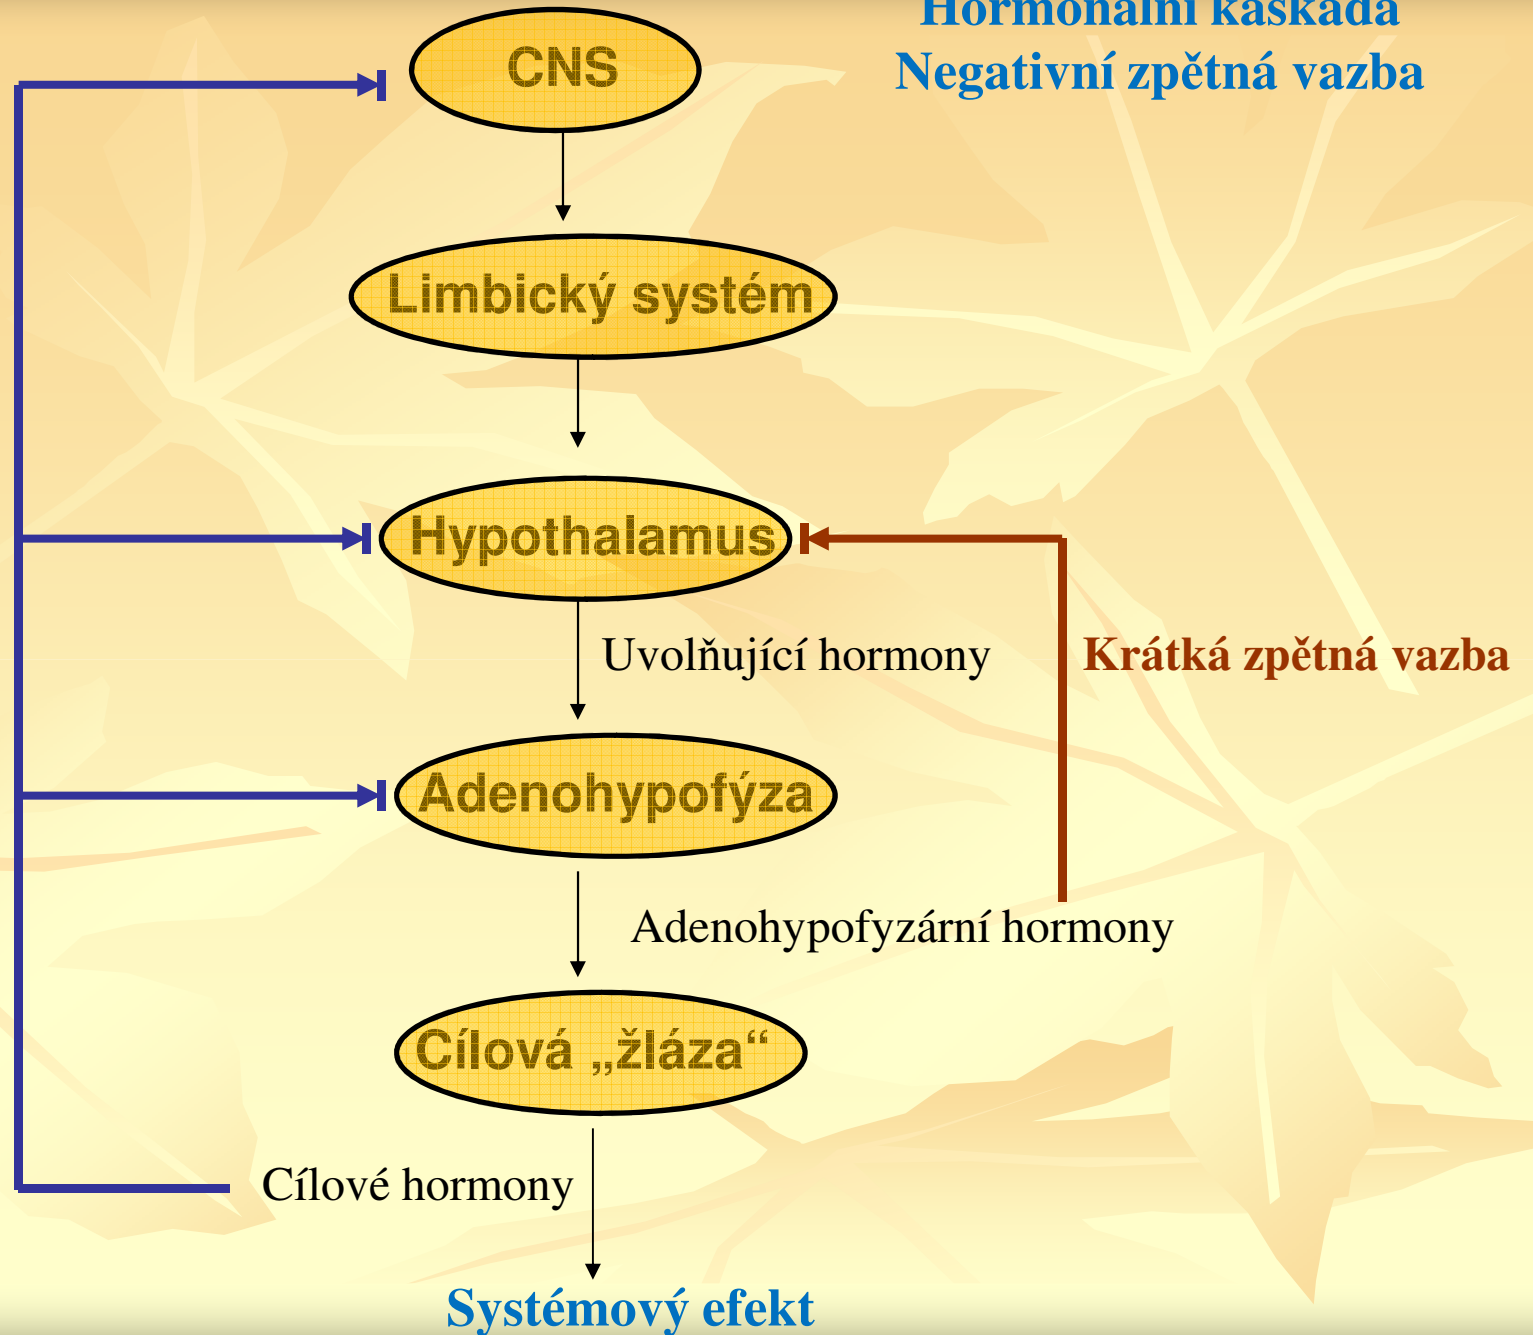 Hormonální kaskáda
Negativní zpětná vazba
CNS
Limbický systém
Hypothalamus
Uvolňující hormony
Krátká zpětná vazba
Adenohypofýza
Adenohypofyzární hormony
Cílová „žláza“
Cílové hormony
Systémový efekt